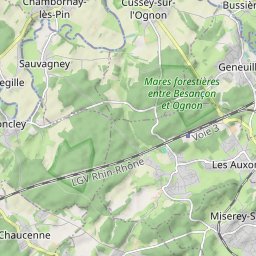 Chambornay-
lès-Pin
Cussey-sur-
l'Ognon
Bussiè
Sauvagney
Geneuill
Mares forestières
entre Besançon
et Ognon
egille
oncley
Voie 3
LGV Rhin-Rhône
Les Auxon
Chaucenne
Miserey-S